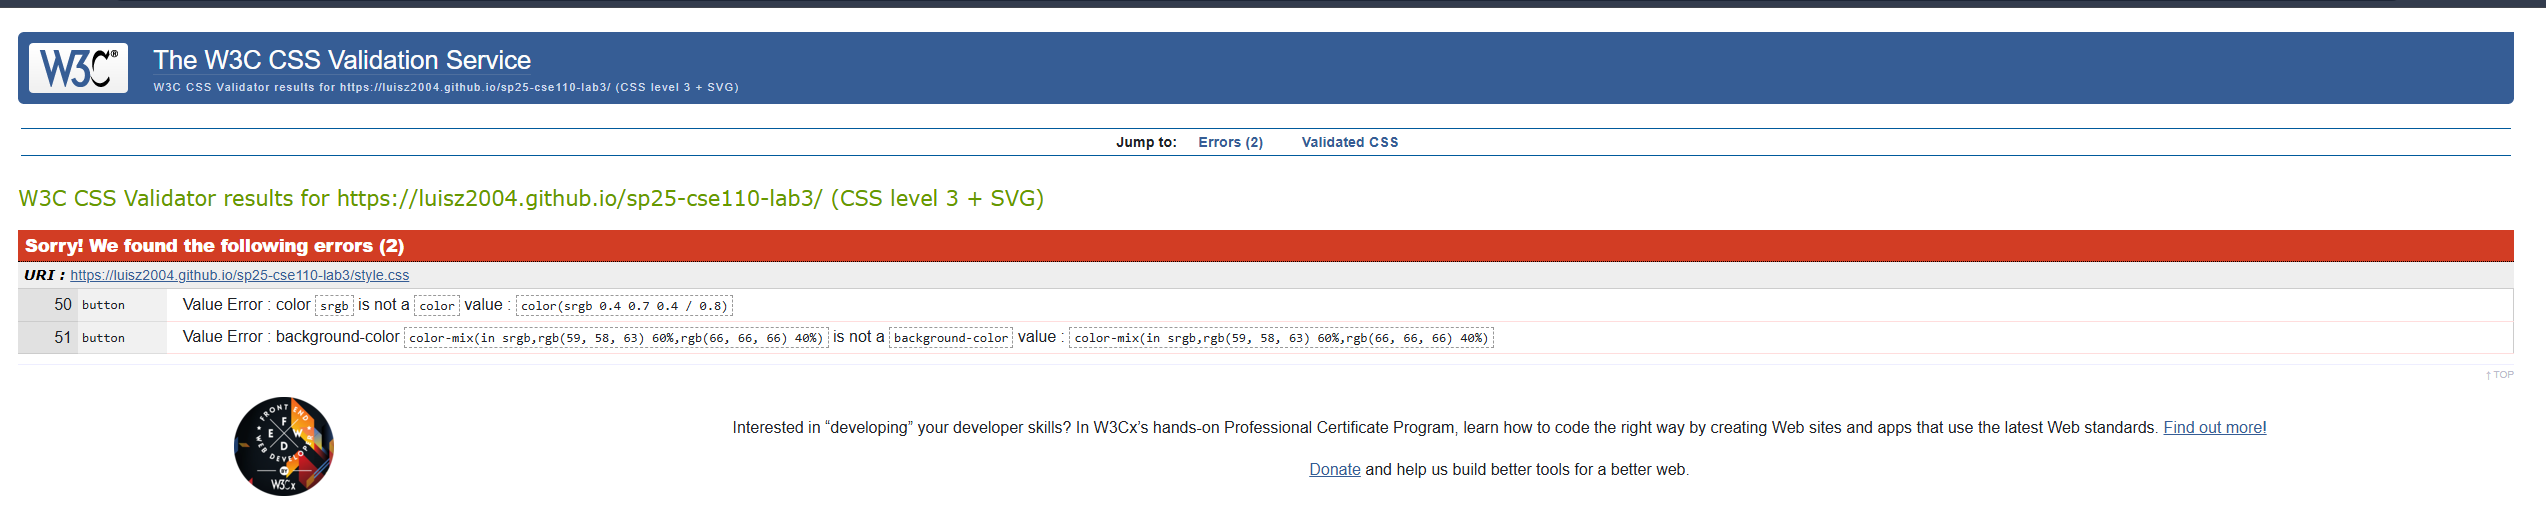 W3C®
The W3C CSS Validation Service
W3C CSS Validator results for https://luisz2004.github.io/sp25-cse110-lab3/ (CSS level 3 + SVG)
Jump to: Errors (2) Validated CSS
W3C CSS Validator results for https://luisz2004.github.io/sp25-cse110-lab3/ (CSS level 3 + SVG)
Sorry! We found the following errors (2)
URI : https://luisz2004.github.io/sp25-cse110-lab3/style.css
50 button Value Error : color srgb is not a color value : color(srgb 0.4 0.7 0.4 / 0.8)
51 button Value Error : background-color color-mix(in srgb,rgb(59, 58, 63) 60%,rgb(66, 66, 66) 40%) is not a background-color value : color-mix(in srgb,rgb(59, 58, 63) 60%,rgb(66, 66, 66) 40%)
↑ TOP
FRONT END
F E W D
WEB DEVELOP
BY
W3Cx
Interested in “developing” your developer skills? In W3Cx’s hands-on Professional Certificate Program, learn how to code the right way by creating Web sites and apps that use the latest Web standards. Find out more!
Donate and help us build better tools for a better web.